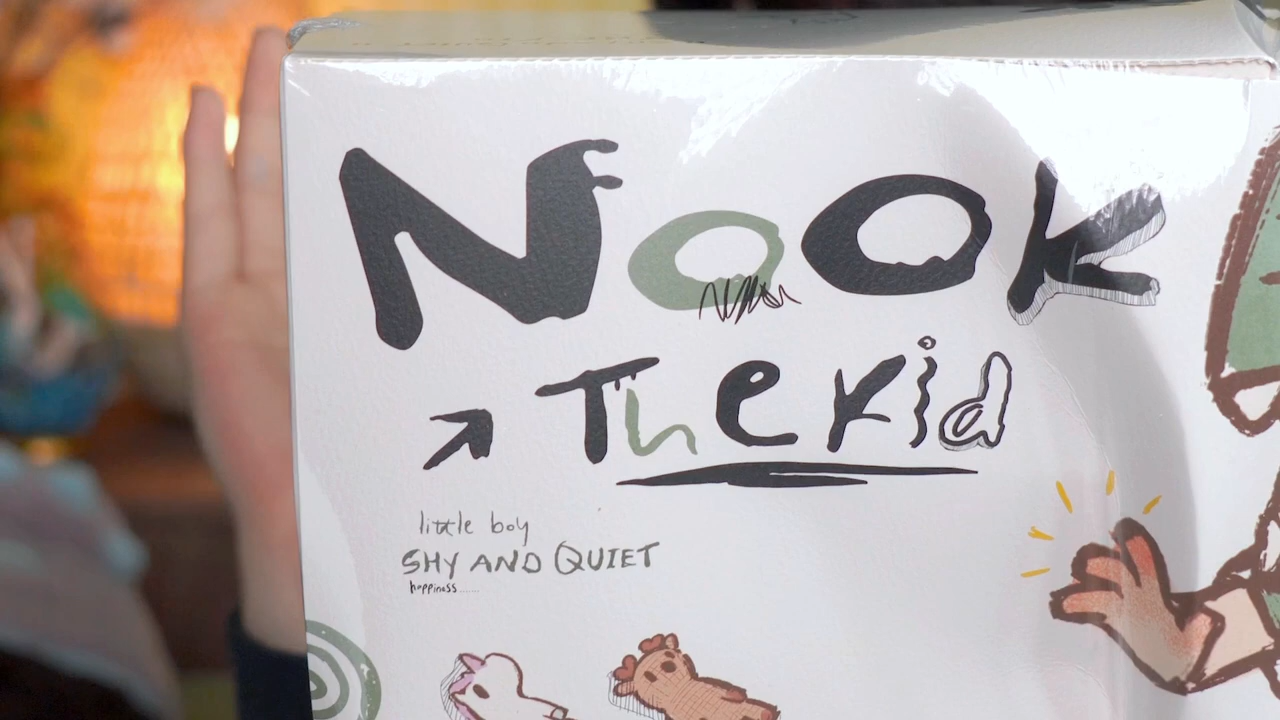 Nook
The Kid
little boy
SHY AND QUIET
happiness.......